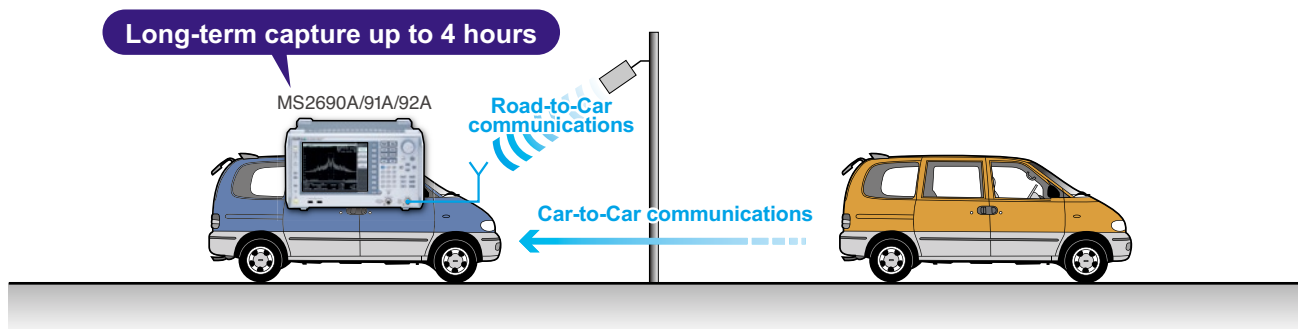 Long-term capture up to 4 hours
MS2690A/91A/92A
Road-to-Car
communications
Car-to-Car communications